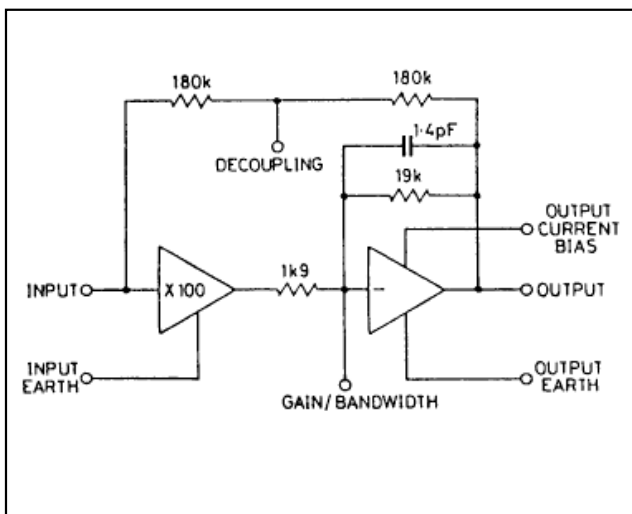 180k
180k
1·4pF
DECOUPLING
19k
OUTPUT
CURRENT
BIAS
1k9
INPUT
X 100
−
OUTPUT
INPUT
EARTH
OUTPUT
EARTH
GAIN/BANDWIDTH